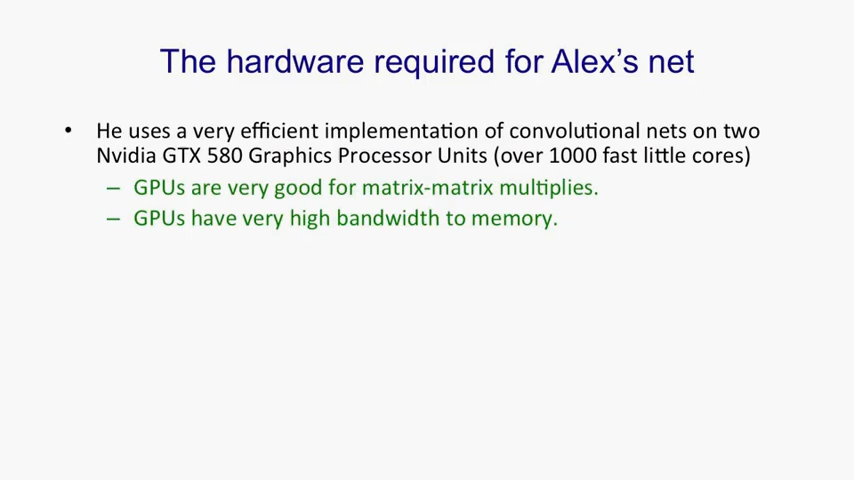 The hardware required for Alex's net
• He uses a very efficient implementation of convolutional nets on two
Nvidia GTX 580 Graphics Processor Units (over 1000 fast little cores)
– GPUs are very good for matrix-matrix multiplies.
– GPUs have very high bandwidth to memory.